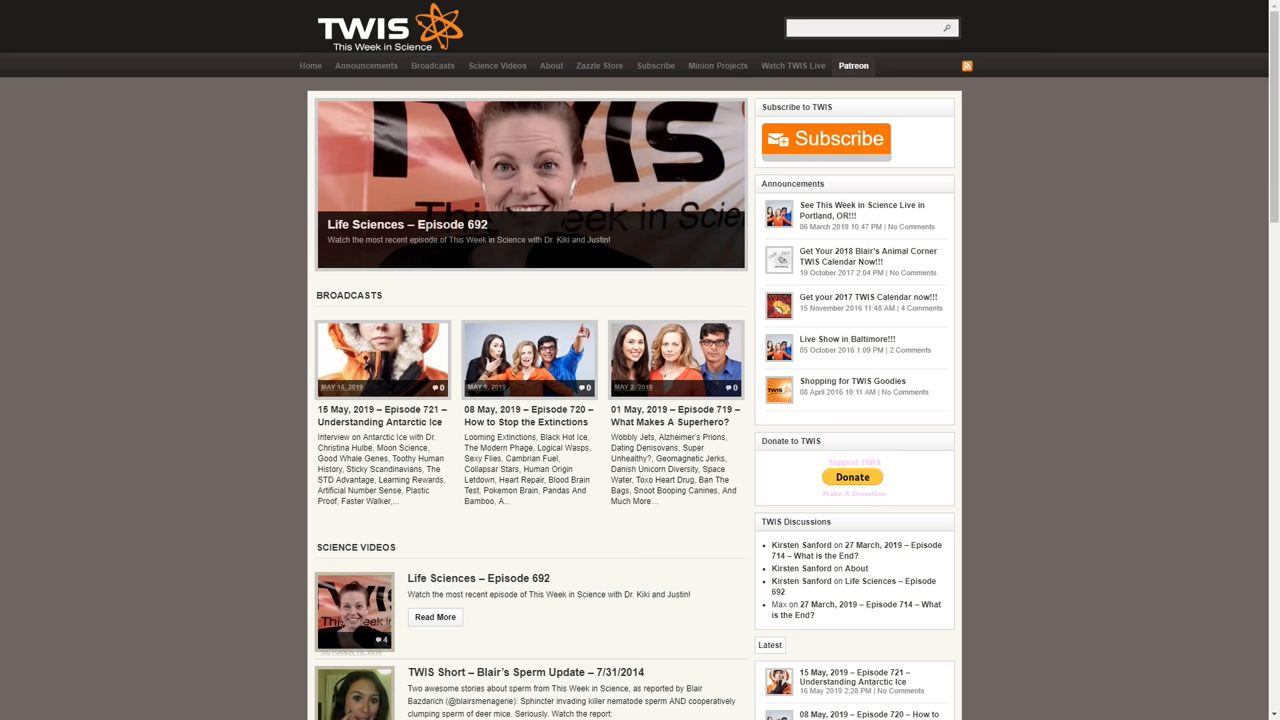 TWIS
This Week in Science
Home Announcements Broadcasts Science Videos About Zazzle Store Subscribe Minion Projects Watch TWIS Live Patreon
Life Sciences – Episode 692
Watch the most recent episode of This Week in Science with Dr. Kiki and Justin!
BROADCASTS
MAY 16, 2019 0
15 May, 2019 – Episode 721 –
Understanding Antarctic Ice
Interview on Antarctic Ice with Dr.
Christina Hulbe, Moon Science,
Good Whale Genes, Toothy Human
History, Sticky Scandinavians, The
STD Advantage, Learning Rewards,
Artificial Number Sense, Plastic
Proof, Faster Walker,...
MAY 9, 2019 0
08 May, 2019 – Episode 720 –
How to Stop the Extinctions
Looming Extinctions, Black Hot Ice,
The Modern Phage, Logical Wasps,
Sexy Flies, Cambrian Fuel,
Collapsar Stars, Human Origin
Letdown, Heart Repair, Blood Brain
Test, Pokemon Brain, Pandas And
Bamboo, A...
MAY 2, 2019 0
01 May, 2019 – Episode 719 –
What Makes A Superhero?
Wobbly Jets, Alzheimer's Prions,
Dating Denisovans, Super
Unhealthy?, Geomagnetic Jerks,
Danish Unicorn Diversity, Space
Water, Toxo Heart Drug, Ban The
Bags, Snoot Booping Canines, And
Much More...
SCIENCE VIDEOS
4
Life Sciences – Episode 692
Watch the most recent episode of This Week in Science with Dr. Kiki and Justin!
Read More
TWIS Short – Blair's Sperm Update – 7/31/2014
Two awesome stories about sperm from This Week in Science, as reported by Blair
Bazdarich (@blairsmenagerie): Sphincter invading killer nematode sperm AND cooperatively
clumping sperm of deer mice. Seriously. Watch the report:
Subscribe to TWIS
Subscribe
Announcements
See This Week in Science Live in
Portland, OR!!!
06 March 2019 10:47 PM | No Comments
Get Your 2018 Blair's Animal Corner
TWIS Calendar Now!!!
19 October 2017 2:04 PM | No Comments
Get your 2017 TWIS Calendar now!!!
15 November 2016 11:48 AM | 4 Comments
Live Show in Baltimore!!!
05 October 2016 1:09 PM | 2 Comments
Shopping for TWIS Goodies
08 April 2016 10:11 AM | No Comments
Donate to TWIS
Support TWIS
Donate
Make A Donation
TWIS Discussions
Kirsten Sanford on 27 March, 2019 – Episode
714 – What is the End?
Kirsten Sanford on About
Kirsten Sanford on Life Sciences – Episode
692
Max on 27 March, 2019 – Episode 714 – What
is the End?
Latest
15 May, 2019 – Episode 721 –
Understanding Antarctic Ice
16 May 2019 2:28 PM | No Comments
08 May, 2019 – Episode 720 – How to